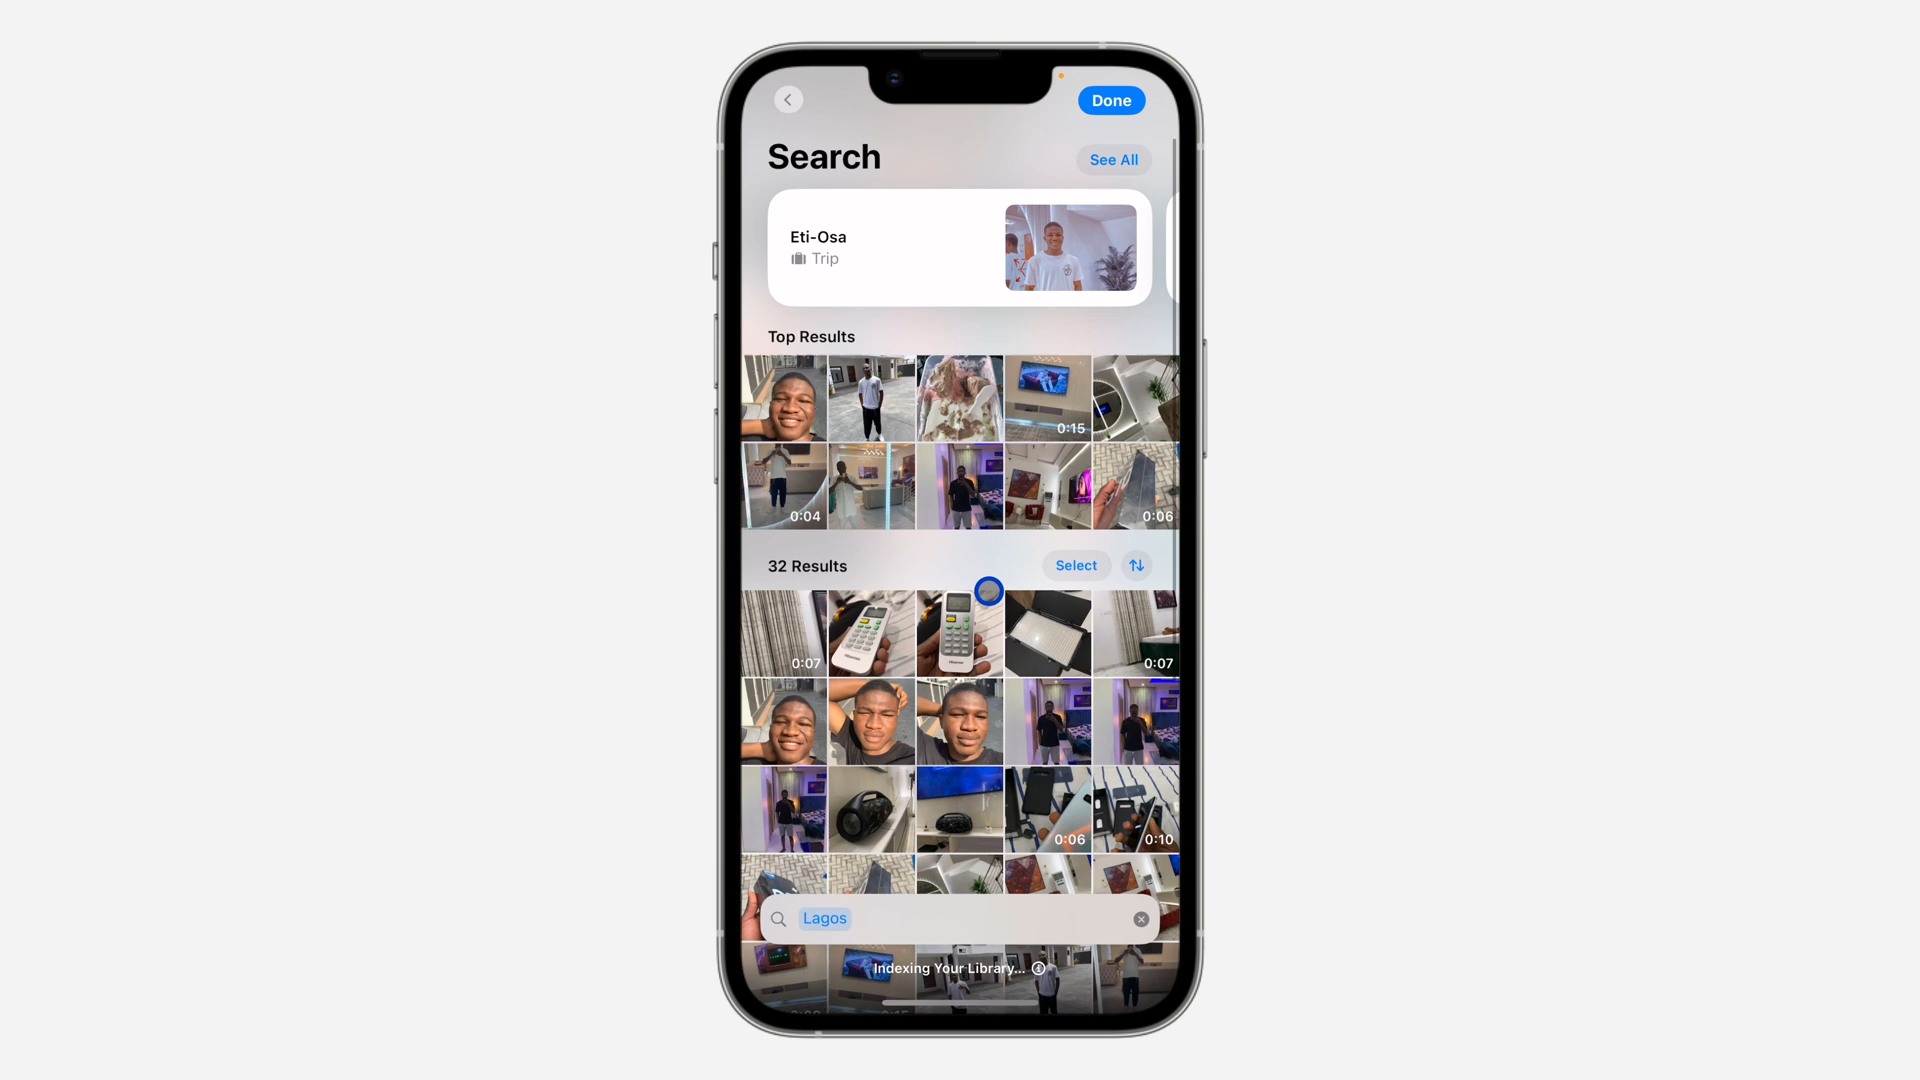 Done
Search
See All
Eti-Osa
Trip
Top Results
0:15
0:04
0:06
32 Results
Select
0:07
0:07
0:06
0:10
Lagos
Indexing Your Library...